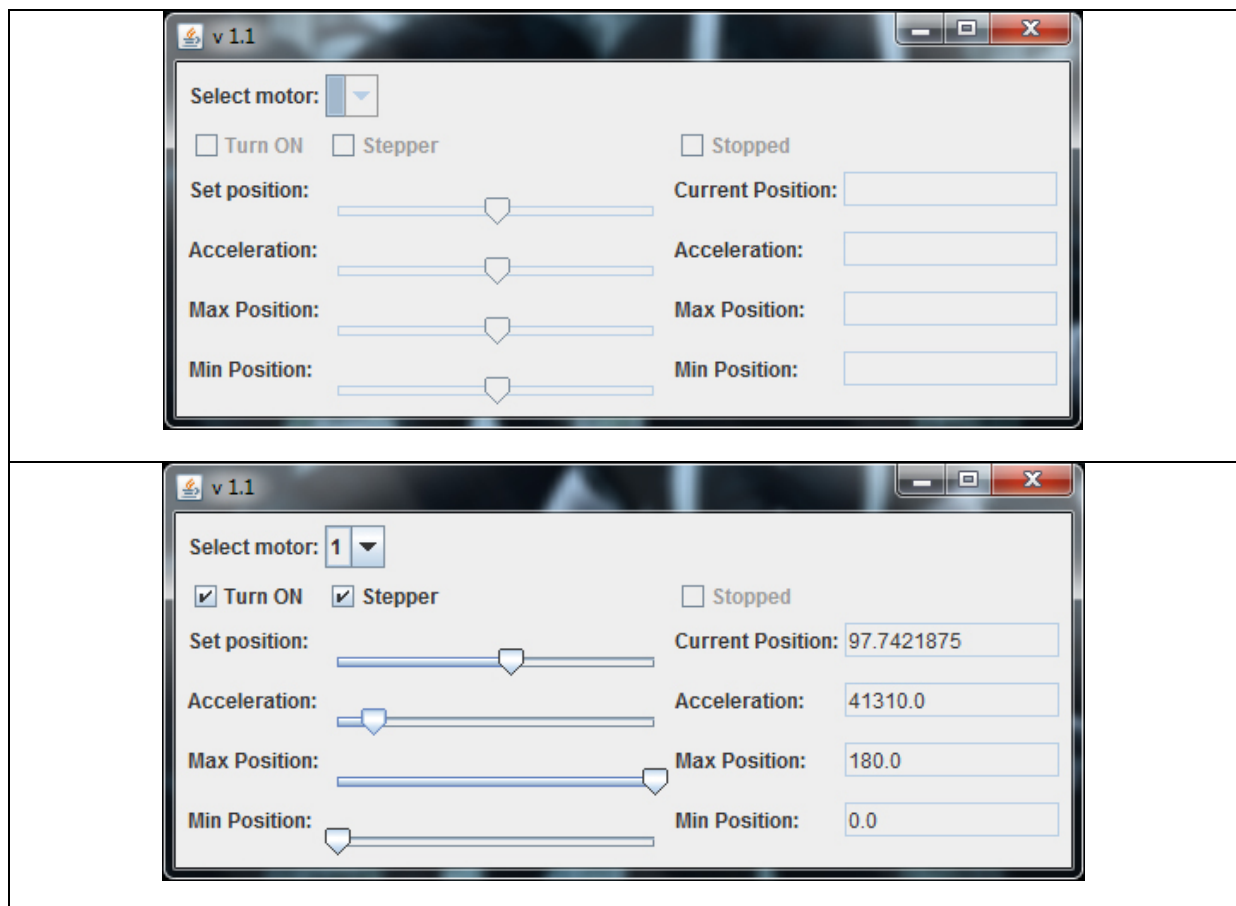 v 1.1
Select motor:
Turn ON Stepper Stopped
Set position: Current Position:
Acceleration: Acceleration:
Max Position: Max Position:
Min Position: Min Position:
v 1.1
Select motor: 1
Turn ON Stepper Stopped
Set position: Current Position: 97.7421875
Acceleration: Acceleration: 41310.0
Max Position: Max Position: 180.0
Min Position: Min Position: 0.0